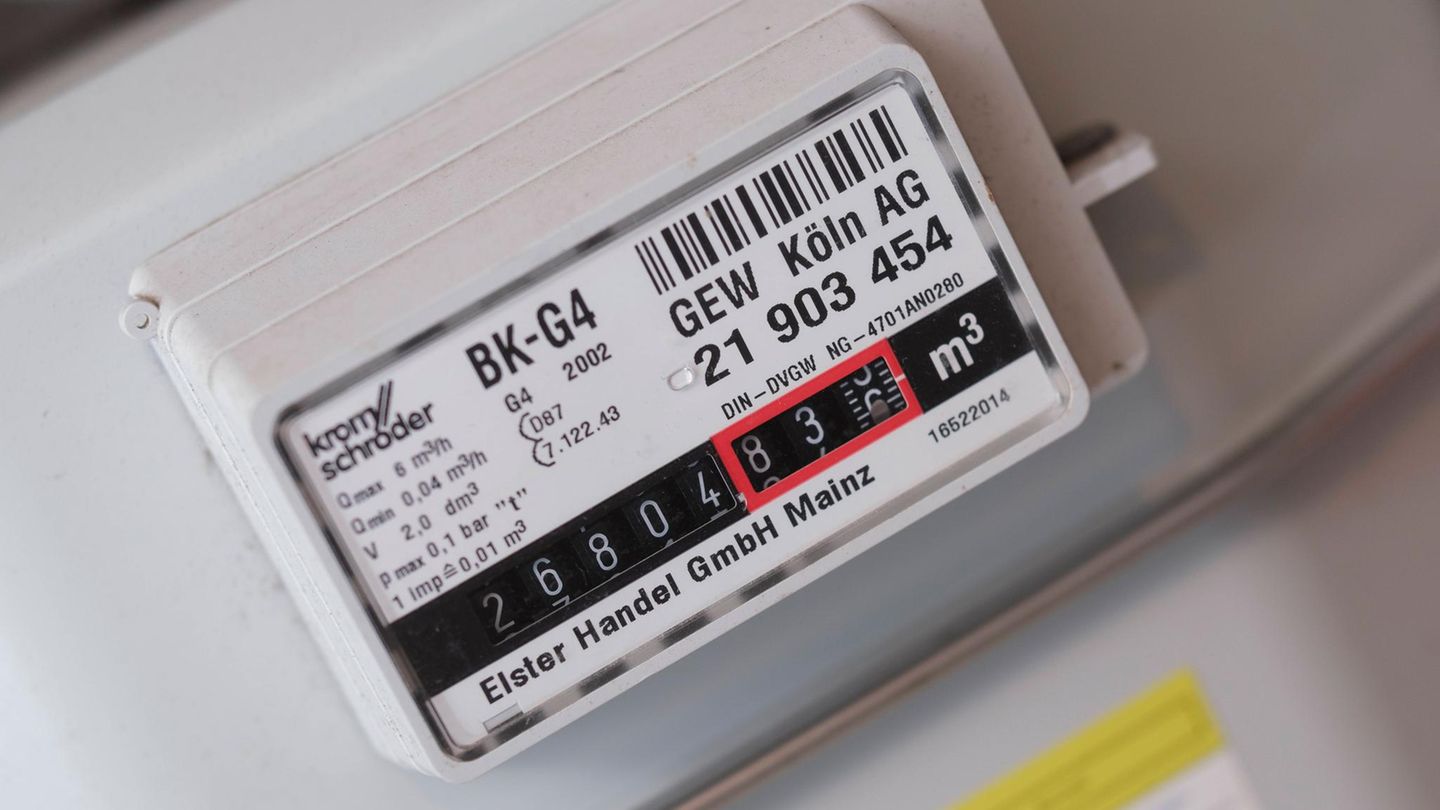 krom//
schröder
Qmax 6 m³/h
Qmin 0,04 m³/h
V 2,0 dm³
pmax 0,1 bar "t"
1 Imp≙0,01 m³
BK-G4
G4 2002
D87
7.122.43
GEW Köln AG
21 903 454
DIN-DVGW NG-4701AN0280
26804,83 m³
16522014
Elster Handel GmbH Mainz